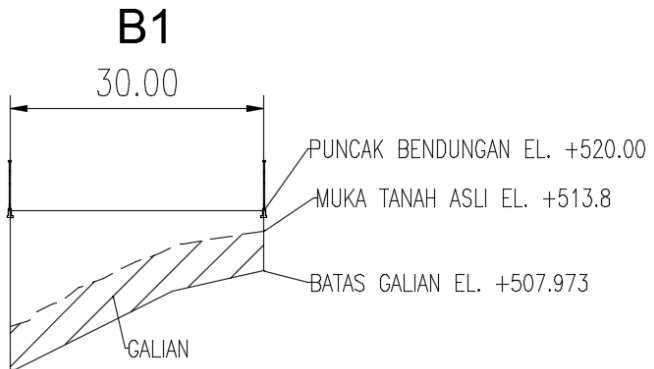 B1
30.00
PUNCAK BENDUNGAN EL. +520.00
MUKA TANAH ASLI EL. +513.8
BATAS GALIAN EL. +507.973
GALIAN